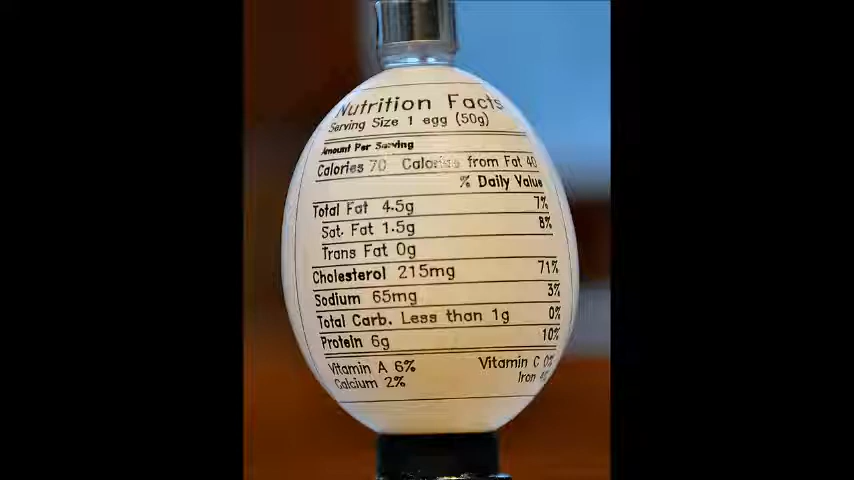 Nutrition Facts
Serving Size 1 egg (50g)
Amount Per Serving
Calories 70 Calories from Fat 40
% Daily Value
Total Fat 4.5g 7%
Sat. Fat 1.5g 8%
Trans Fat 0g
Cholesterol 215mg 71%
Sodium 65mg 3%
Total Carb. Less than 1g 0%
Protein 6g 10%
Vitamin A 6% Vitamin C 0%
Calcium 2% Iron